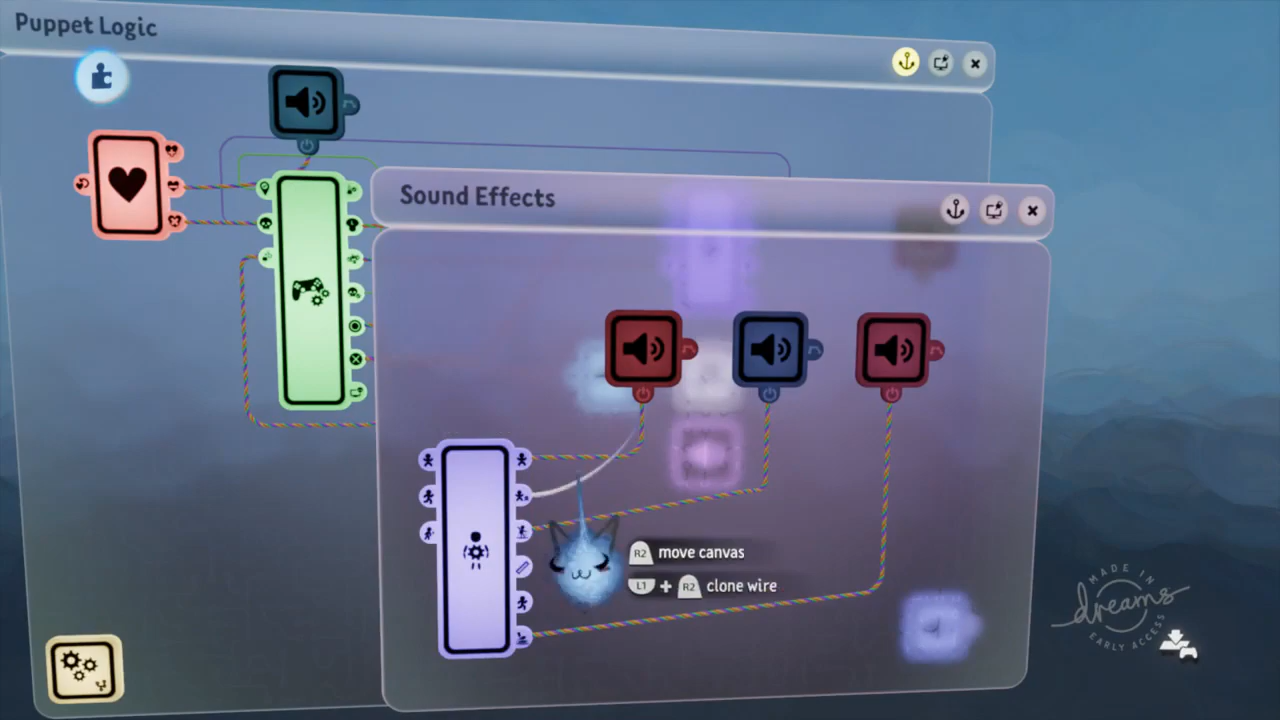 Puppet Logic
Sound Effects
R2 move canvas
L1 + R2 clone wire
MADE IN
dreams
EARLY ACCESS